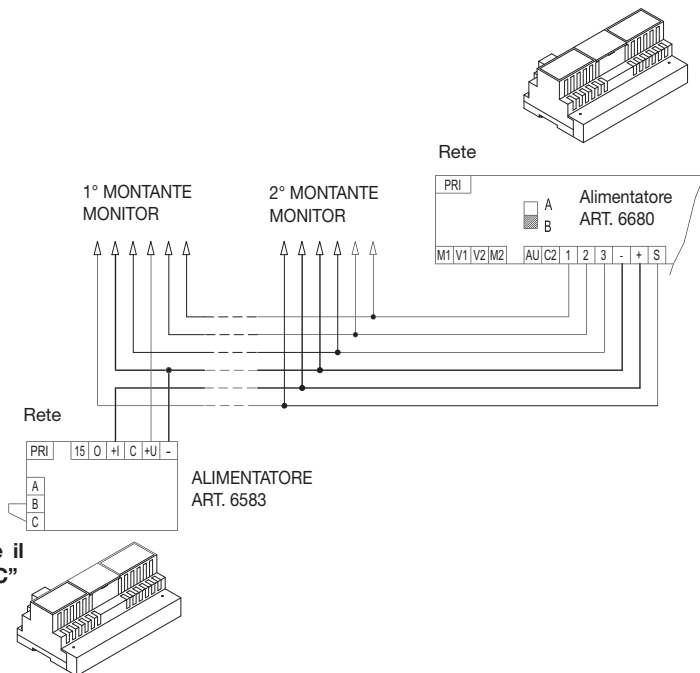 Rete
PRI
A
B
Alimentatore
ART. 6680
M1 V1 V2 M2 AU C2 1 2 3 - + S
1° MONTANTE
MONITOR
2° MONTANTE
MONITOR
Rete
PRI 15 O +I C +U -
A
B
C
ALIMENTATORE
ART. 6583
e il
C”